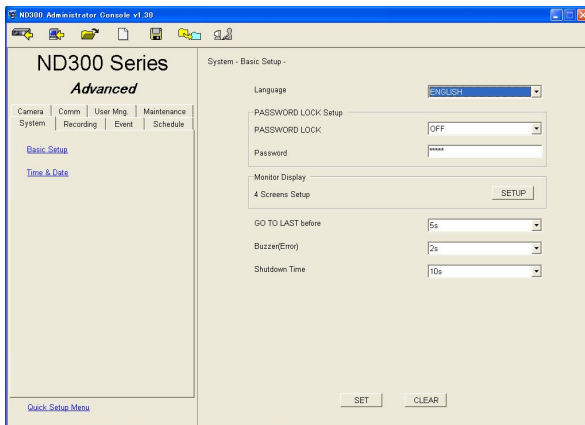 ND300 Administrator Console v1.30
ND300 Series
Advanced
Camera Comm User Mng. Maintenance
System Recording Event Schedule
Basic Setup
Time & Date
Quick Setup Menu
System - Basic Setup -
Language ENGLISH
PASSWORD LOCK Setup
PASSWORD LOCK OFF
Password *****
Monitor Display
4 Screens Setup SETUP
GO TO LAST before 5s
Buzzer(Error) 2s
Shutdown Time 10s
SET CLEAR